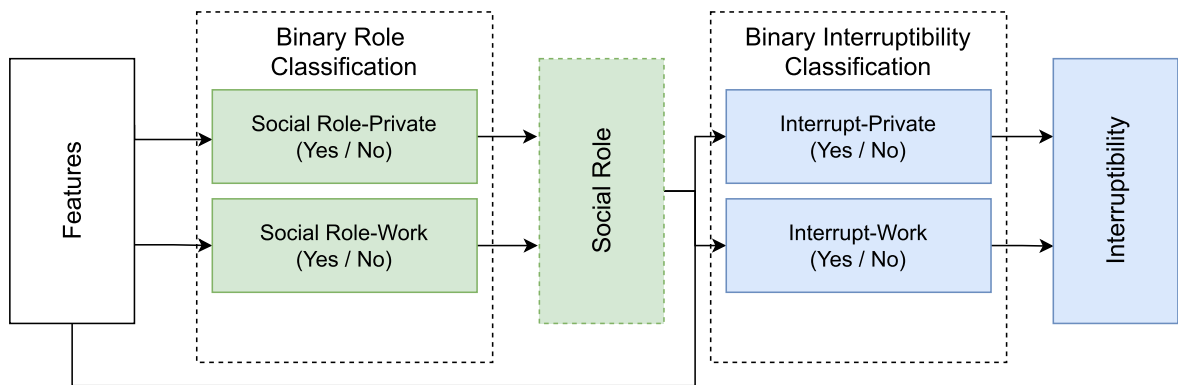 Features
Binary Role
Classification
Social Role-Private
(Yes / No)
Social Role-Work
(Yes / No)
Social Role
Binary Interruptibility
Classification
Interrupt-Private
(Yes / No)
Interrupt-Work
(Yes / No)
Interruptibility